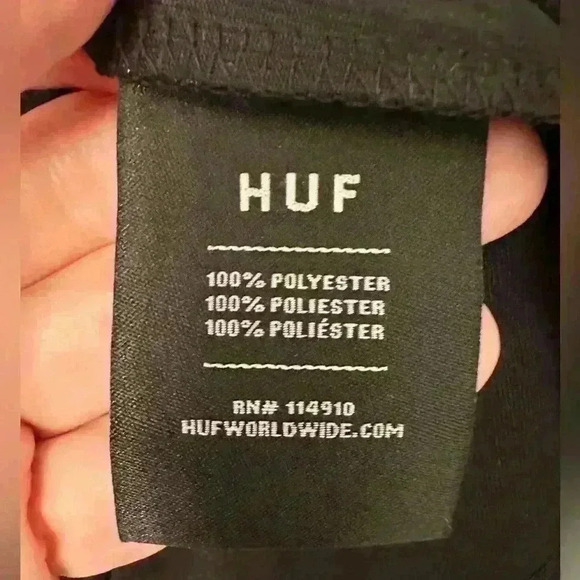 HUF
100% POLYESTER
100% POLIESTER
100% POLIÉSTER
RN# 114910
HUFWORLDWIDE.COM